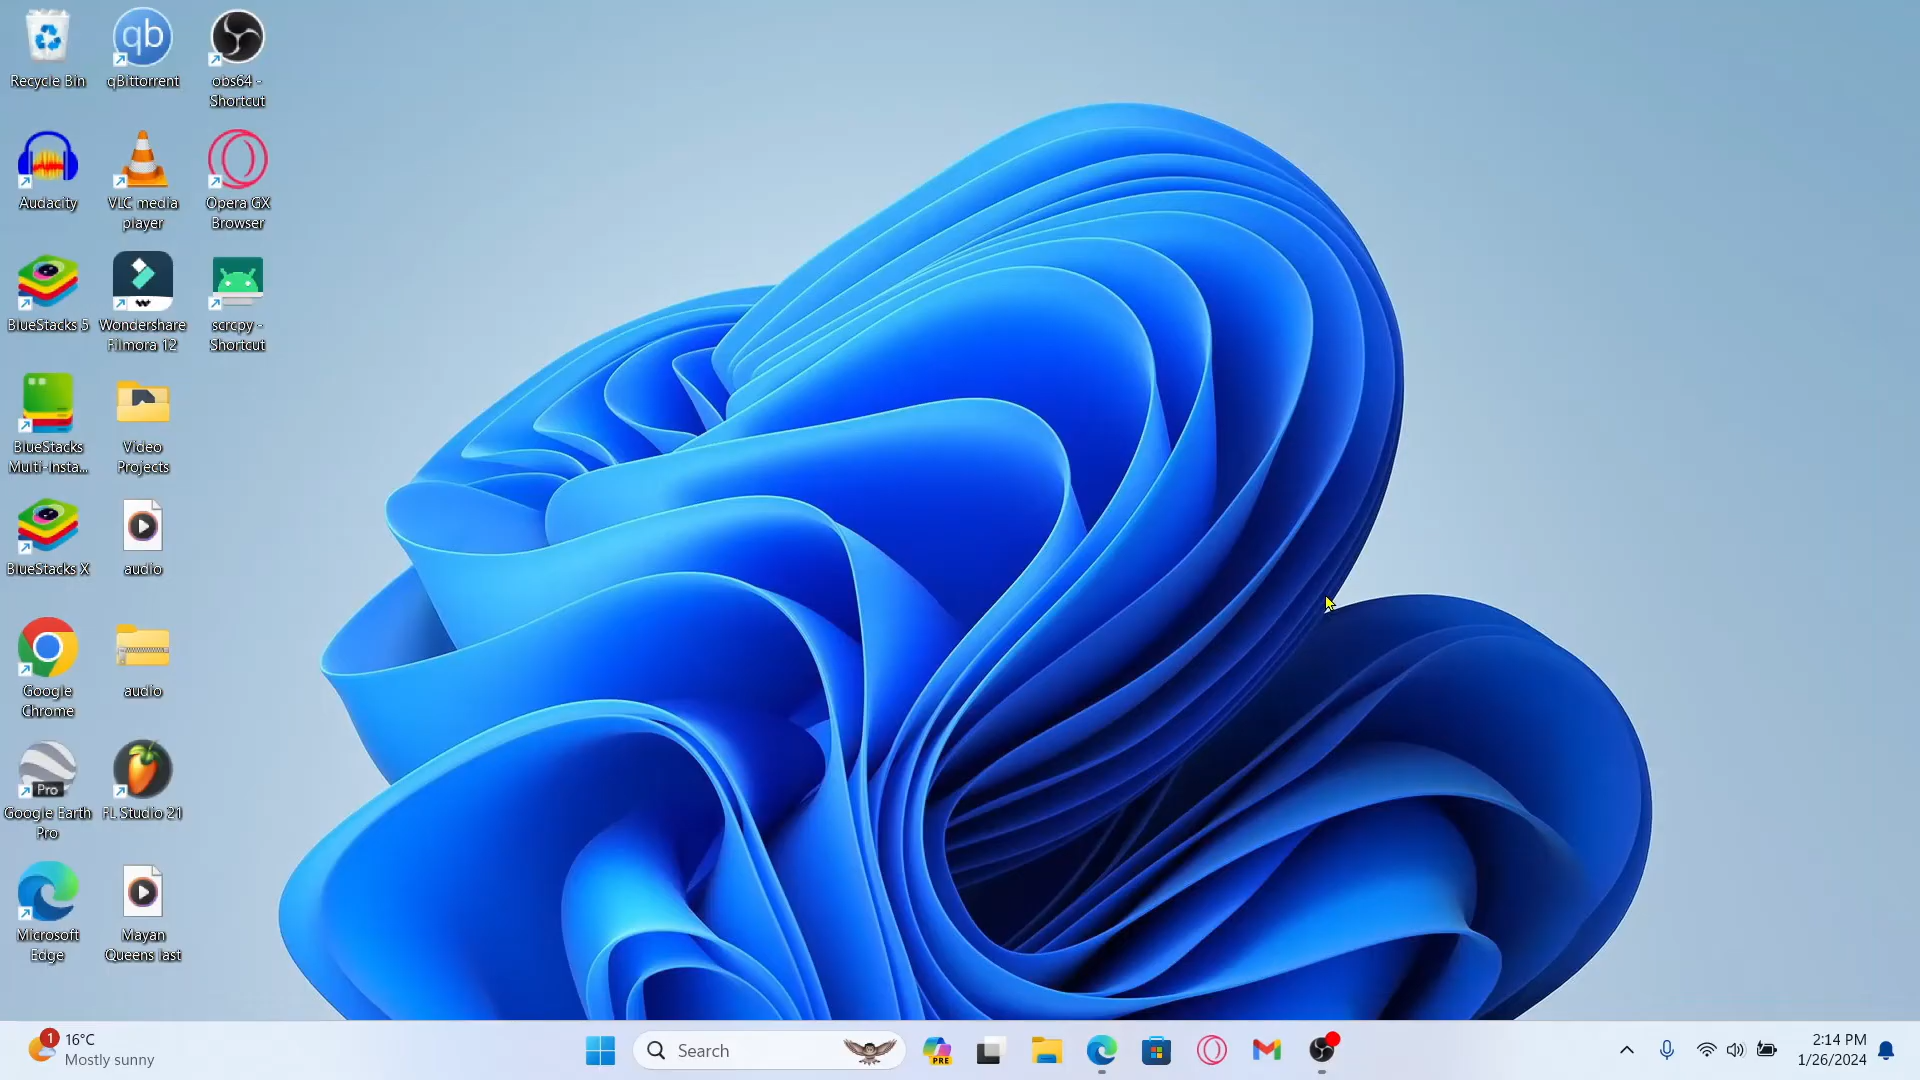 Recycle Bin
qb
qBittorrent
obs64 -
Shortcut
Audacity
VLC media
player
Opera GX
Browser
BlueStacks 5
Wondershare
Filmora 12
scrcpy -
Shortcut
BlueStacks
Multi-Insta...
Video
Projects
BlueStacks X
audio
Google
Chrome
audio
Pro
Google Earth
Pro
FL Studio 21
Microsoft
Edge
Mayan
Queens last
1
16°C
Mostly sunny
Search
PRE
2:14 PM
1/26/2024